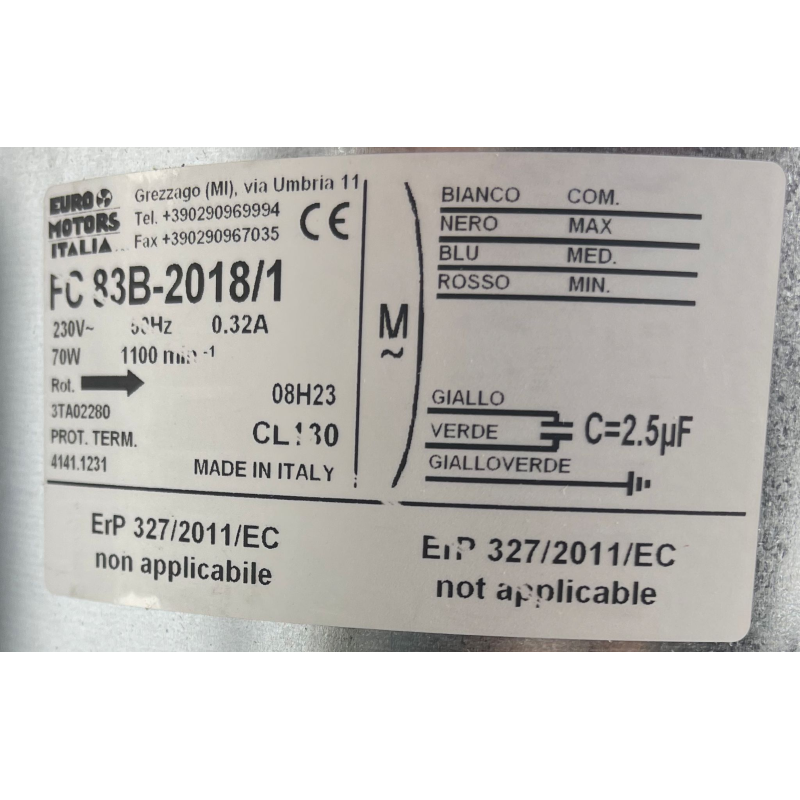 EURO
MOTORS
ITALIA
Grezzago (MI), via Umbria 11
Tel. +390290969994
Fax +390290967035
CE
FC 83B-2018/1
230V~ 50Hz 0.32A
70W 1100 min-1
Rot.
3TA02280
08H23
PROT. TERM.
CL130
4141.1231
MADE IN ITALY
M
~
BIANCO COM.
NERO MAX
BLU MED.
ROSSO MIN.
GIALLO
VERDE
C=2.5µF
GIALLOVERDE
ErP 327/2011/EC
non applicabile
ErP 327/2011/EC
not applicable